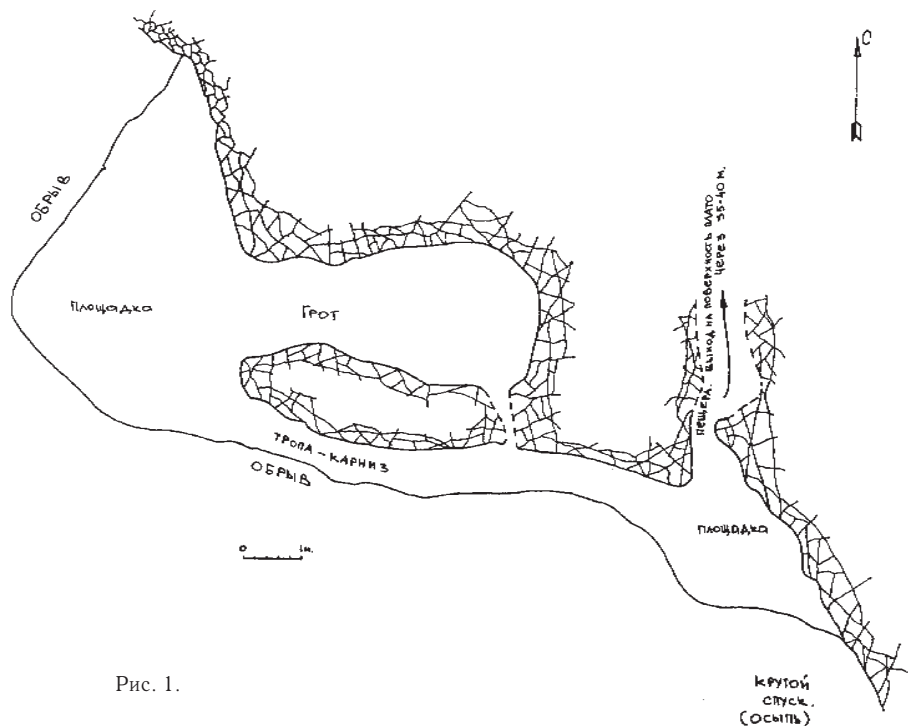 С
ОБРЫВ
ПЕЩЕРА. ВЫХОД НА ПОВЕРХНОСТЬ ПЛАТО
ЧЕРЕЗ 35-40 М.
ПЛОЩАДКА
ГРОТ
ТРОПА - КАРНИЗ
ОБРЫВ
ПЛОЩАДКА
0 1м.
Рис. 1.
КРУТОЙ
СПУСК.
(ОСЫПЬ)